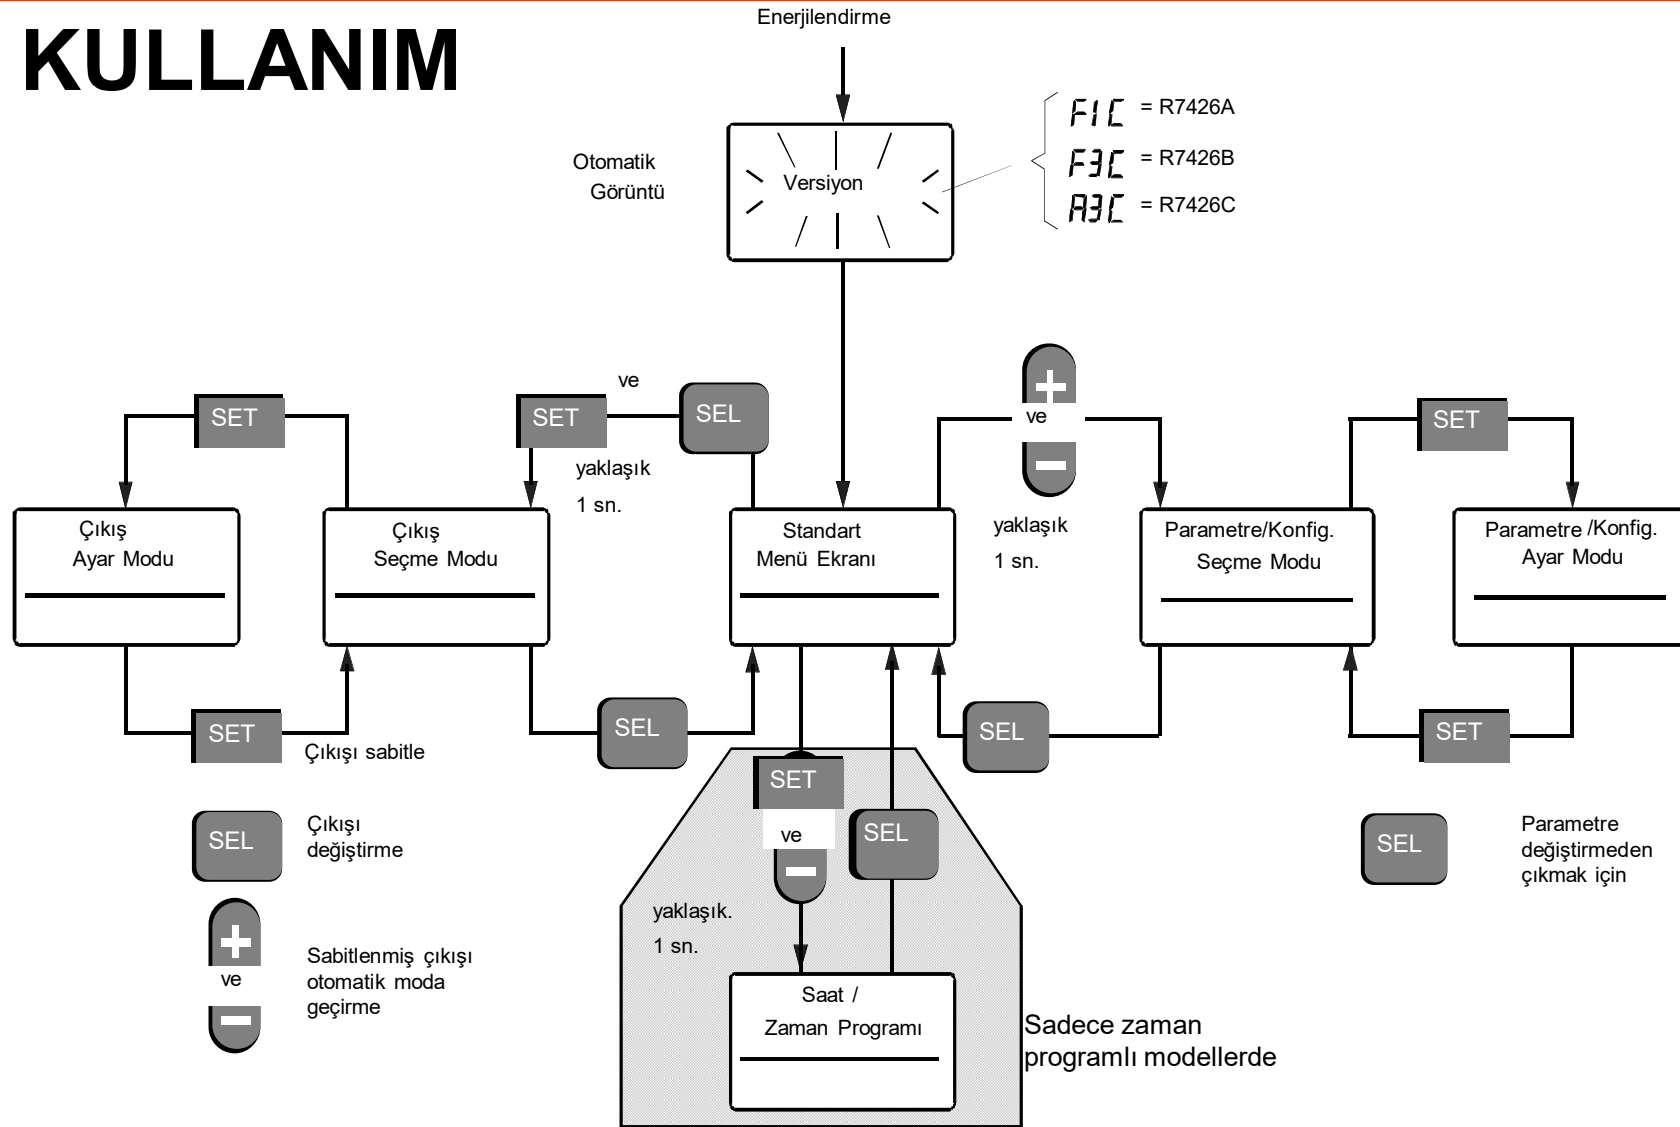 KULLANIM
Enerjilendirme
Otomatik
Görüntü
Versiyon
F1C = R7426A
F3C = R7426B
A3C = R7426C
SET
SET
ve
SEL
yaklaşık
1 sn.
+
ve
−
yaklaşık
1 sn.
SET
Çıkış
Ayar Modu
Çıkış
Seçme Modu
Standart
Menü Ekranı
Parametre/Konfig.
Seçme Modu
Parametre /Konfig.
Ayar Modu
SET
Çıkışı sabitle
SEL
SEL
SET
SET
ve
−
SEL
yaklaşık.
1 sn.
SEL
Çıkışı
değiştirme
+
ve
−
Sabitlenmiş çıkışı
otomatik moda
geçirme
SEL
Parametre
değiştirmeden
çıkmak için
Saat /
Zaman Programı
Sadece zaman
programlı modellerde